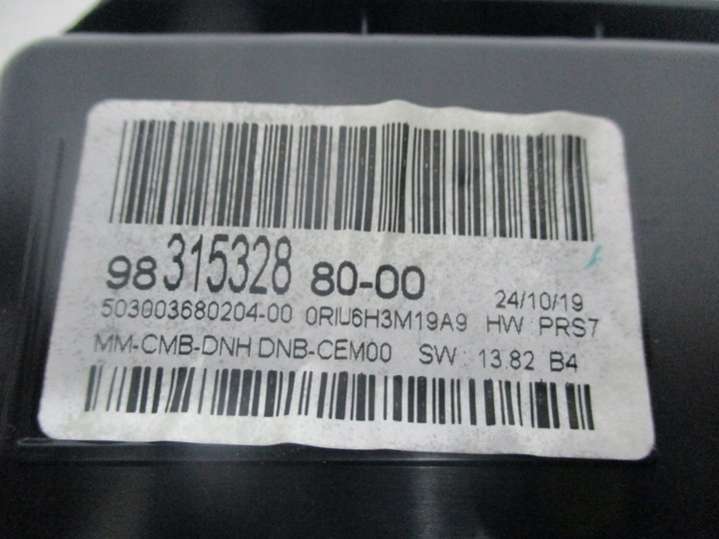 98 315328 80-00 24/10/19
503003680204-00 0RIU6H3M19A9 HW PRS7
MM-CMB-DNH DNB-CEM00 SW 13.82 B4